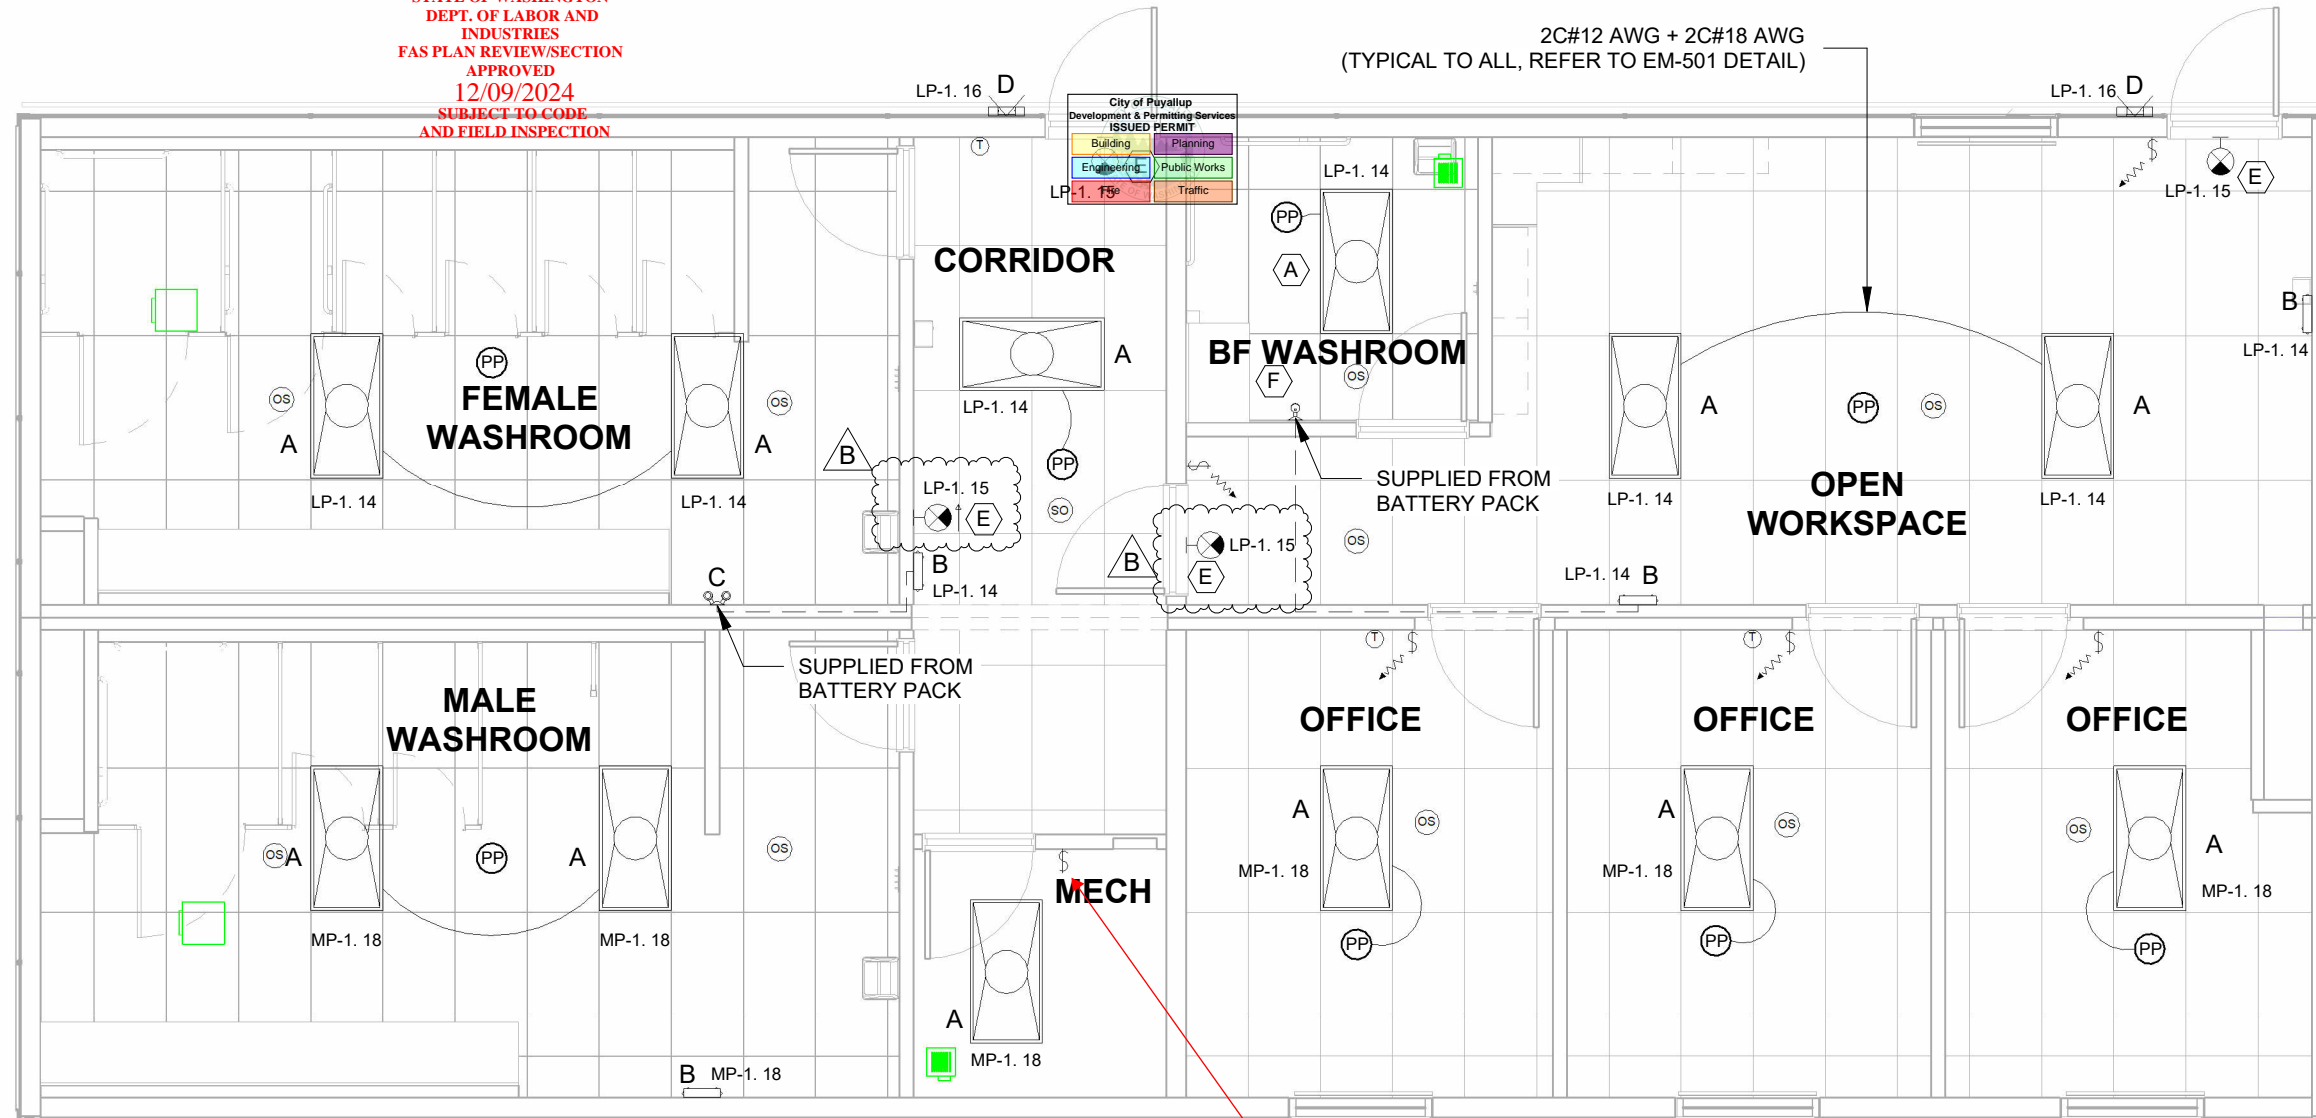 STATE OF WASHINGTON
DEPT. OF LABOR AND
INDUSTRIES
FAS PLAN REVIEW/SECTION
APPROVED
12/09/2024
SUBJECT TO CODE
AND FIELD INSPECTION
2C#12 AWG + 2C#18 AWG
(TYPICAL TO ALL, REFER TO EM-501 DETAIL)
LP-1. 16 D
LP-1. 16 D
City of Puyallup
Development & Permitting Services
ISSUED PERMIT
Building Planning
Engineering Public Works
Fire Traffic
E
LP-1. 15
T
LP-1. 14
PP
A
$
LP-1. 15
E
CORRIDOR
A
LP-1. 14
BF WASHROOM
F
OS
B
LP-1. 14
PP
FEMALE
WASHROOM
OS
OS
A
A
LP-1. 14
LP-1. 14
B
LP-1. 15
E
PP
SO
B
LP-1. 14
$
B
LP-1. 15
E
SUPPLIED FROM
BATTERY PACK
OS
A
PP
OS
A
LP-1. 14
LP-1. 14
OPEN
WORKSPACE
LP-1. 14 B
C
SUPPLIED FROM
BATTERY PACK
MALE
WASHROOM
OS
A
PP
A
OS
MP-1. 18
MP-1. 18
B MP-1. 18
$
MECH
A
MP-1. 18
T
$
OFFICE
A
OS
MP-1. 18
PP
T
$
OFFICE
A
OS
MP-1. 18
PP
$
OFFICE
OS
A
MP-1. 18
PP